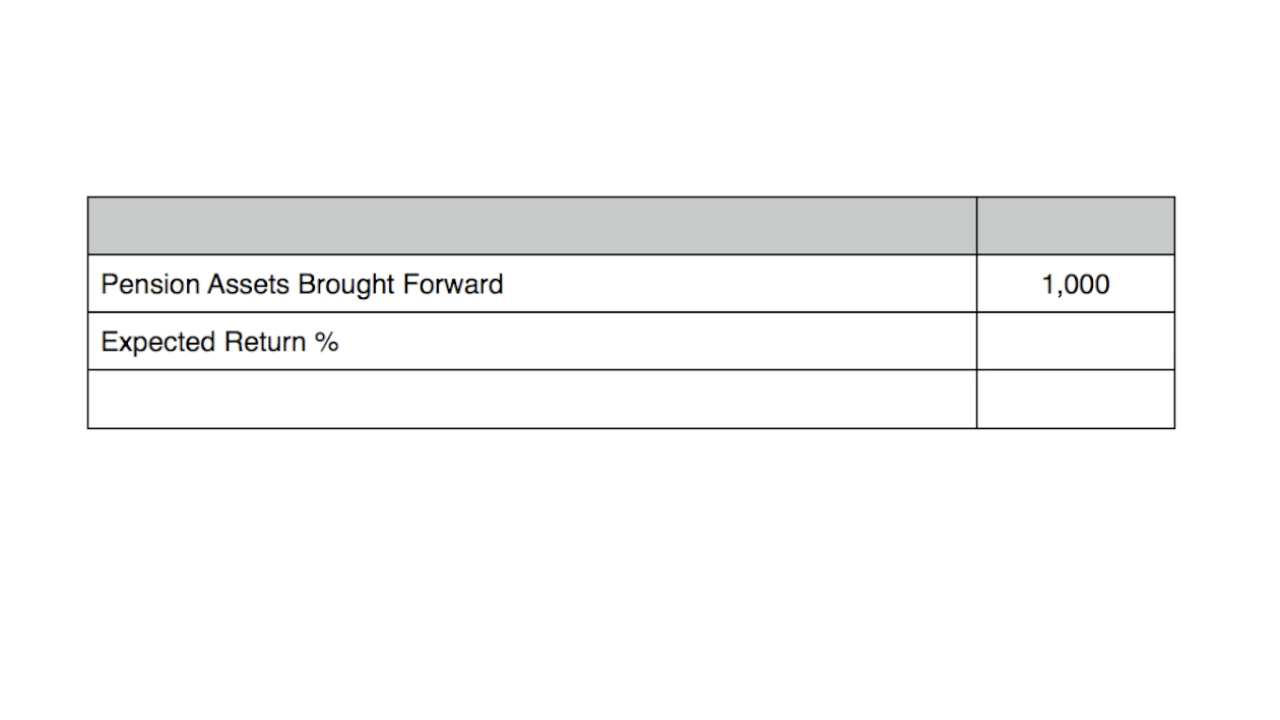 Pension Assets Brought Forward 1,000
Expected Return %